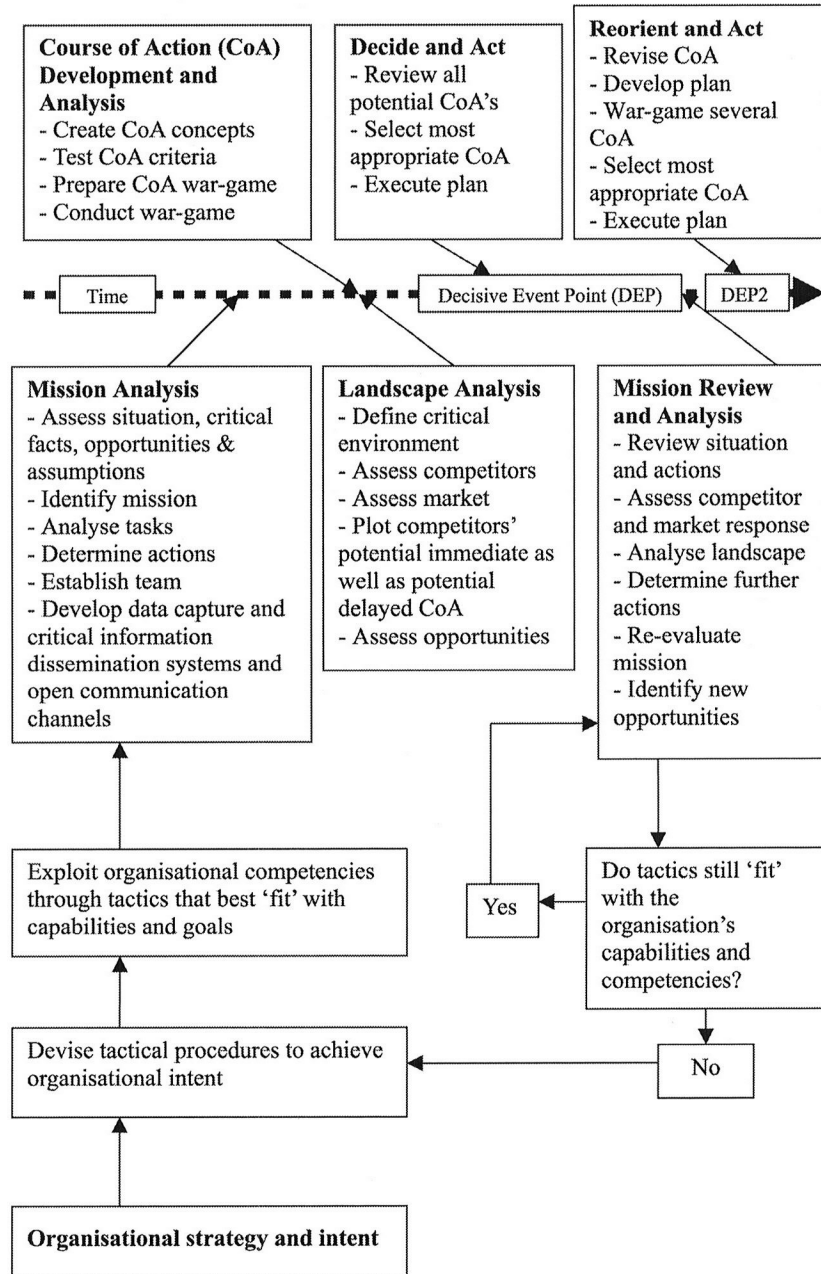 Course of Action (CoA)
Development and
Analysis
- Create CoA concepts
- Test CoA criteria
- Prepare CoA war-game
- Conduct war-game
Decide and Act
- Review all
potential CoA's
- Select most
appropriate CoA
- Execute plan
Reorient and Act
- Revise CoA
- Develop plan
- War-game several
CoA
- Select most
appropriate CoA
- Execute plan
Time
Decisive Event Point (DEP)
DEP2
Mission Analysis
- Assess situation, critical
facts, opportunities &
assumptions
- Identify mission
- Analyse tasks
- Determine actions
- Establish team
- Develop data capture and
critical information
dissemination systems and
open communication
channels
Landscape Analysis
- Define critical
environment
- Assess competitors
- Assess market
- Plot competitors’
potential immediate as
well as potential
delayed CoA
- Assess opportunities
Mission Review
and Analysis
- Review situation
and actions
- Assess competitor
and market response
- Analyse landscape
- Determine further
actions
- Re-evaluate
mission
- Identify new
opportunities
Exploit organisational competencies
through tactics that best ‘fit’ with
capabilities and goals
Yes
Do tactics still ‘fit’
with the
organisation’s
capabilities and
competencies?
Devise tactical procedures to achieve
organisational intent
No
Organisational strategy and intent